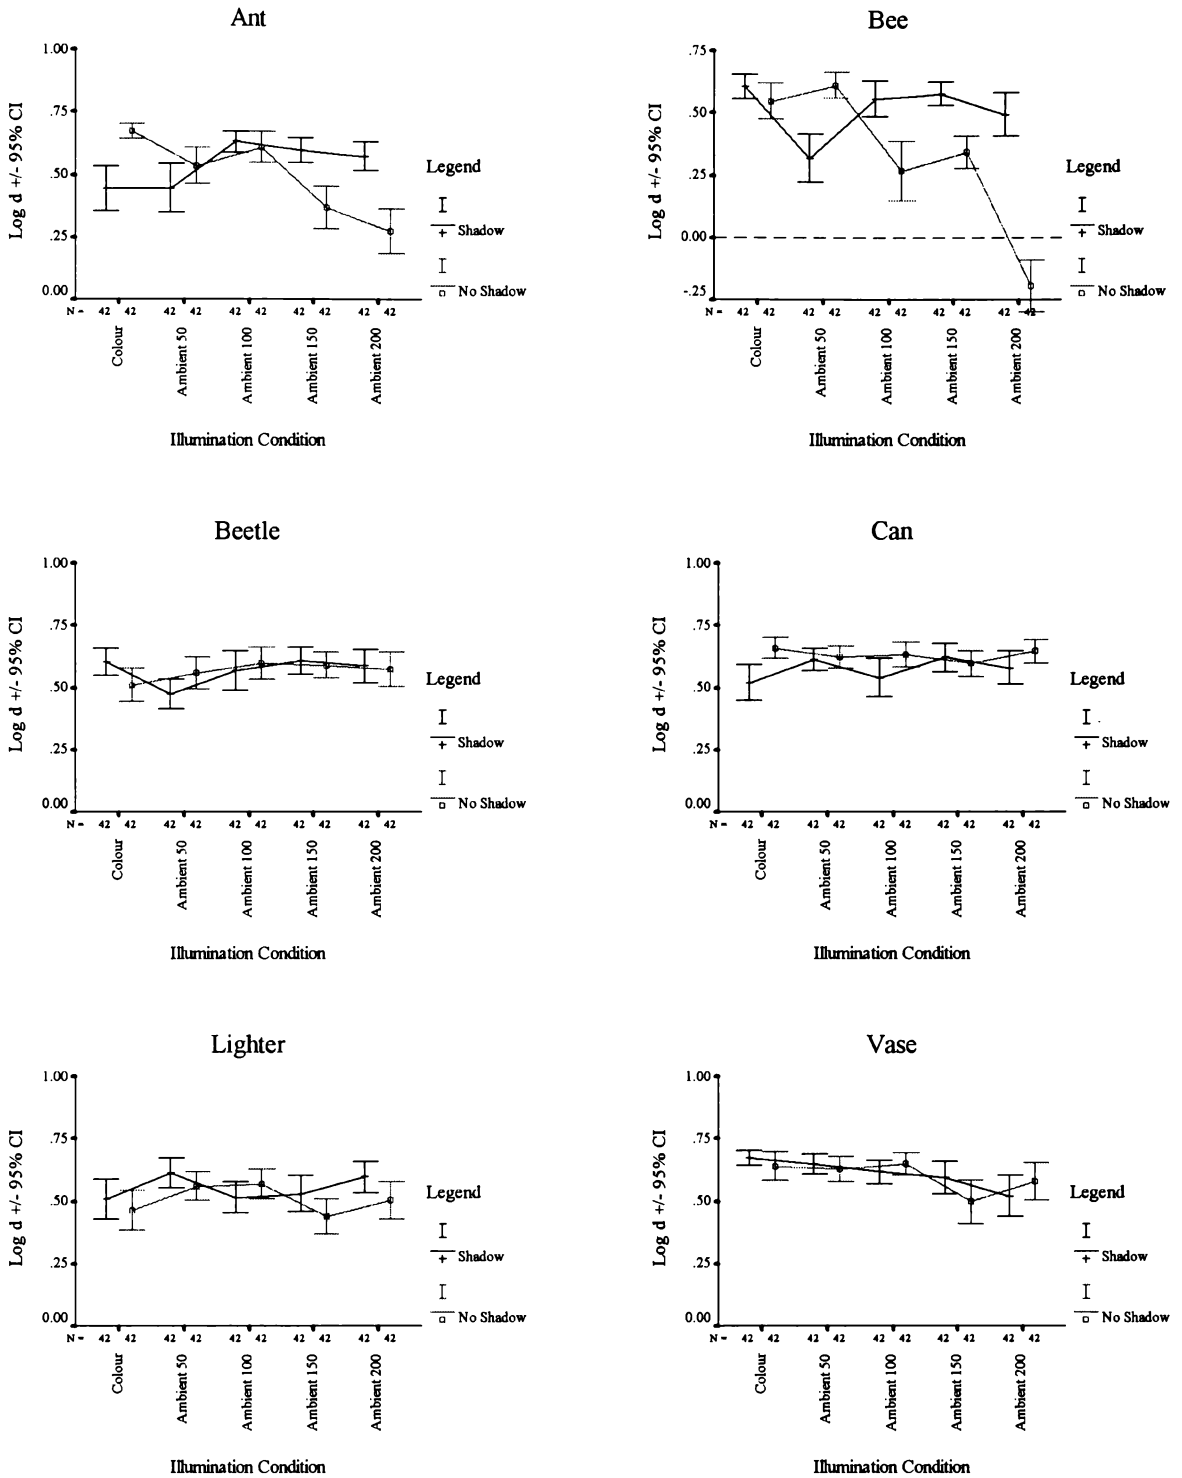 Ant
Log d +/- 95% CI
1.00
.75
.50
.25
0.00
N = 42 42 42 42 42 42 42 42 42 42
Colour
Ambient 50
Ambient 100
Ambient 150
Ambient 200
Illumination Condition
Legend
Shadow
No Shadow
Bee
Log d +/- 95% CI
.75
.50
.25
0.00
-.25
N = 42 42 42 42 42 42 42 42 42 42
Colour
Ambient 50
Ambient 100
Ambient 150
Ambient 200
Illumination Condition
Legend
Shadow
No Shadow
Beetle
Log d +/- 95% CI
1.00
.75
.50
.25
0.00
N = 42 42 42 42 42 42 42 42 42 42
Colour
Ambient 50
Ambient 100
Ambient 150
Ambient 200
Illumination Condition
Legend
Shadow
No Shadow
Can
Log d +/- 95% CI
1.00
.75
.50
.25
0.00
N = 42 42 42 42 42 42 42 42 42 42
Colour
Ambient 50
Ambient 100
Ambient 150
Ambient 200
Illumination Condition
Legend
Shadow
No Shadow
Lighter
Log d +/- 95% CI
1.00
.75
.50
.25
0.00
N = 42 42 42 42 42 42 42 42 42 42
Colour
Ambient 50
Ambient 100
Ambient 150
Ambient 200
Illumination Condition
Legend
Shadow
No Shadow
Vase
Log d +/- 95% CI
1.00
.75
.50
.25
0.00
N = 42 42 42 42 42 42 42 42 42 42
Colour
Ambient 50
Ambient 100
Ambient 150
Ambient 200
Illumination Condition
Legend
Shadow
No Shadow